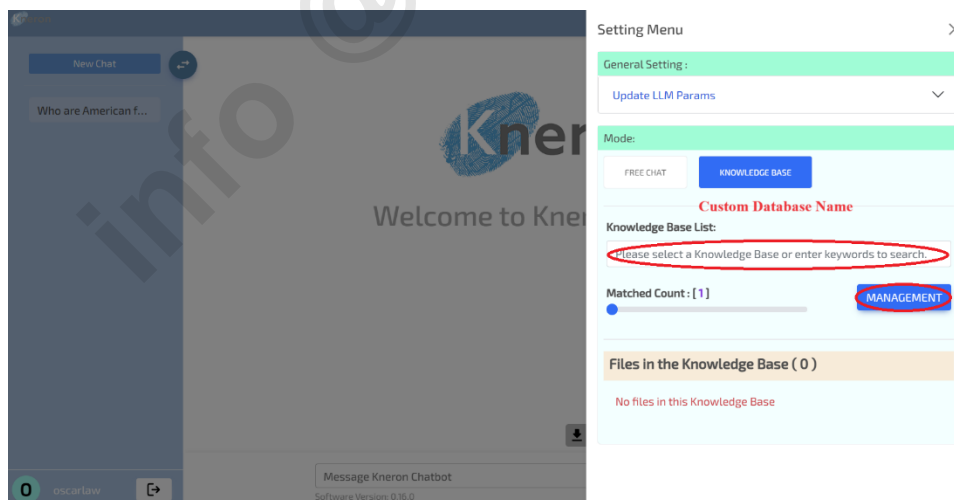 Kneron
New Chat
Who are American f...
Kner
Welcome to Kner
Message Kneron Chatbot
Software Version: 0.16.0
O oscarlaw
Setting Menu
General Setting :
Update LLM Params
Mode:
FREE CHAT KNOWLEDGE BASE
Custom Database Name
Knowledge Base List:
Please select a Knowledge Base or enter keywords to search.
Matched Count : [ 1 ]
MANAGEMENT
Files in the Knowledge Base ( 0 )
No files in this Knowledge Base
info @